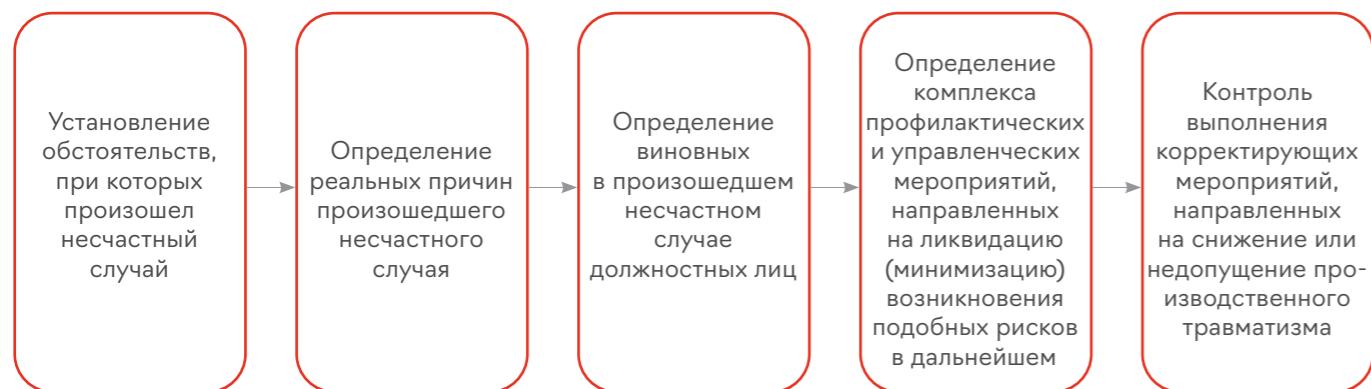 Установление
обстоятельств,
при которых
произошел
несчастный
случай
Определение
реальных причин
произошедшего
несчастного
случая
Определение
виновных
в произошедшем
несчастном
случае
должностных лиц
Определение
комплекса
профилактических
и управленческих
мероприятий,
направленных
на ликвидацию
(минимизацию)
возникновения
подобных рисков
в дальнейшем
Контроль
выполнения
корректирующих
мероприятий,
направленных
на снижение или
недопущение про-
изводственного
травматизма